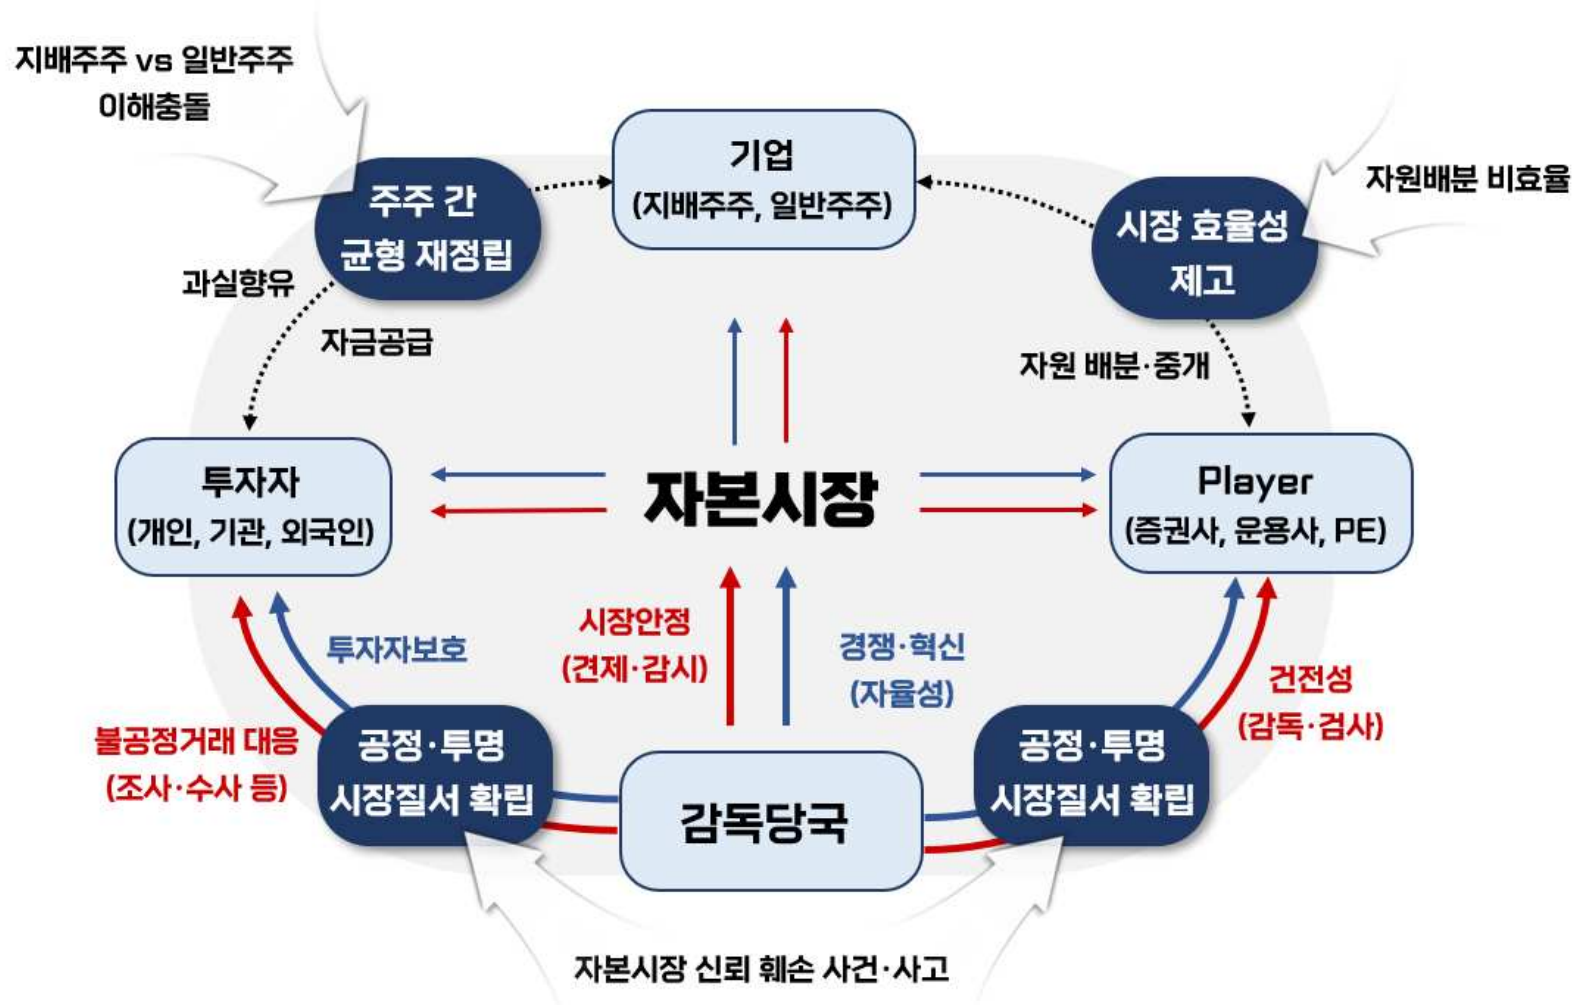 지배주주 vs 일반주주
이해충돌
기업
(지배주주, 일반주주)
자원배분 비효율
주주 간
균형 재정립
시장 효율성
제고
과실향유
자금공급
자원 배분·중개
투자자
(개인, 기관, 외국인)
자본시장
Player
(증권사, 운용사, PE)
투자자보호
시장안정
(견제·감시)
경쟁·혁신
(자율성)
건전성
(감독·검사)
불공정거래 대응
(조사·수사 등)
공정·투명
시장질서 확립
감독당국
공정·투명
시장질서 확립
자본시장 신뢰 훼손 사건·사고